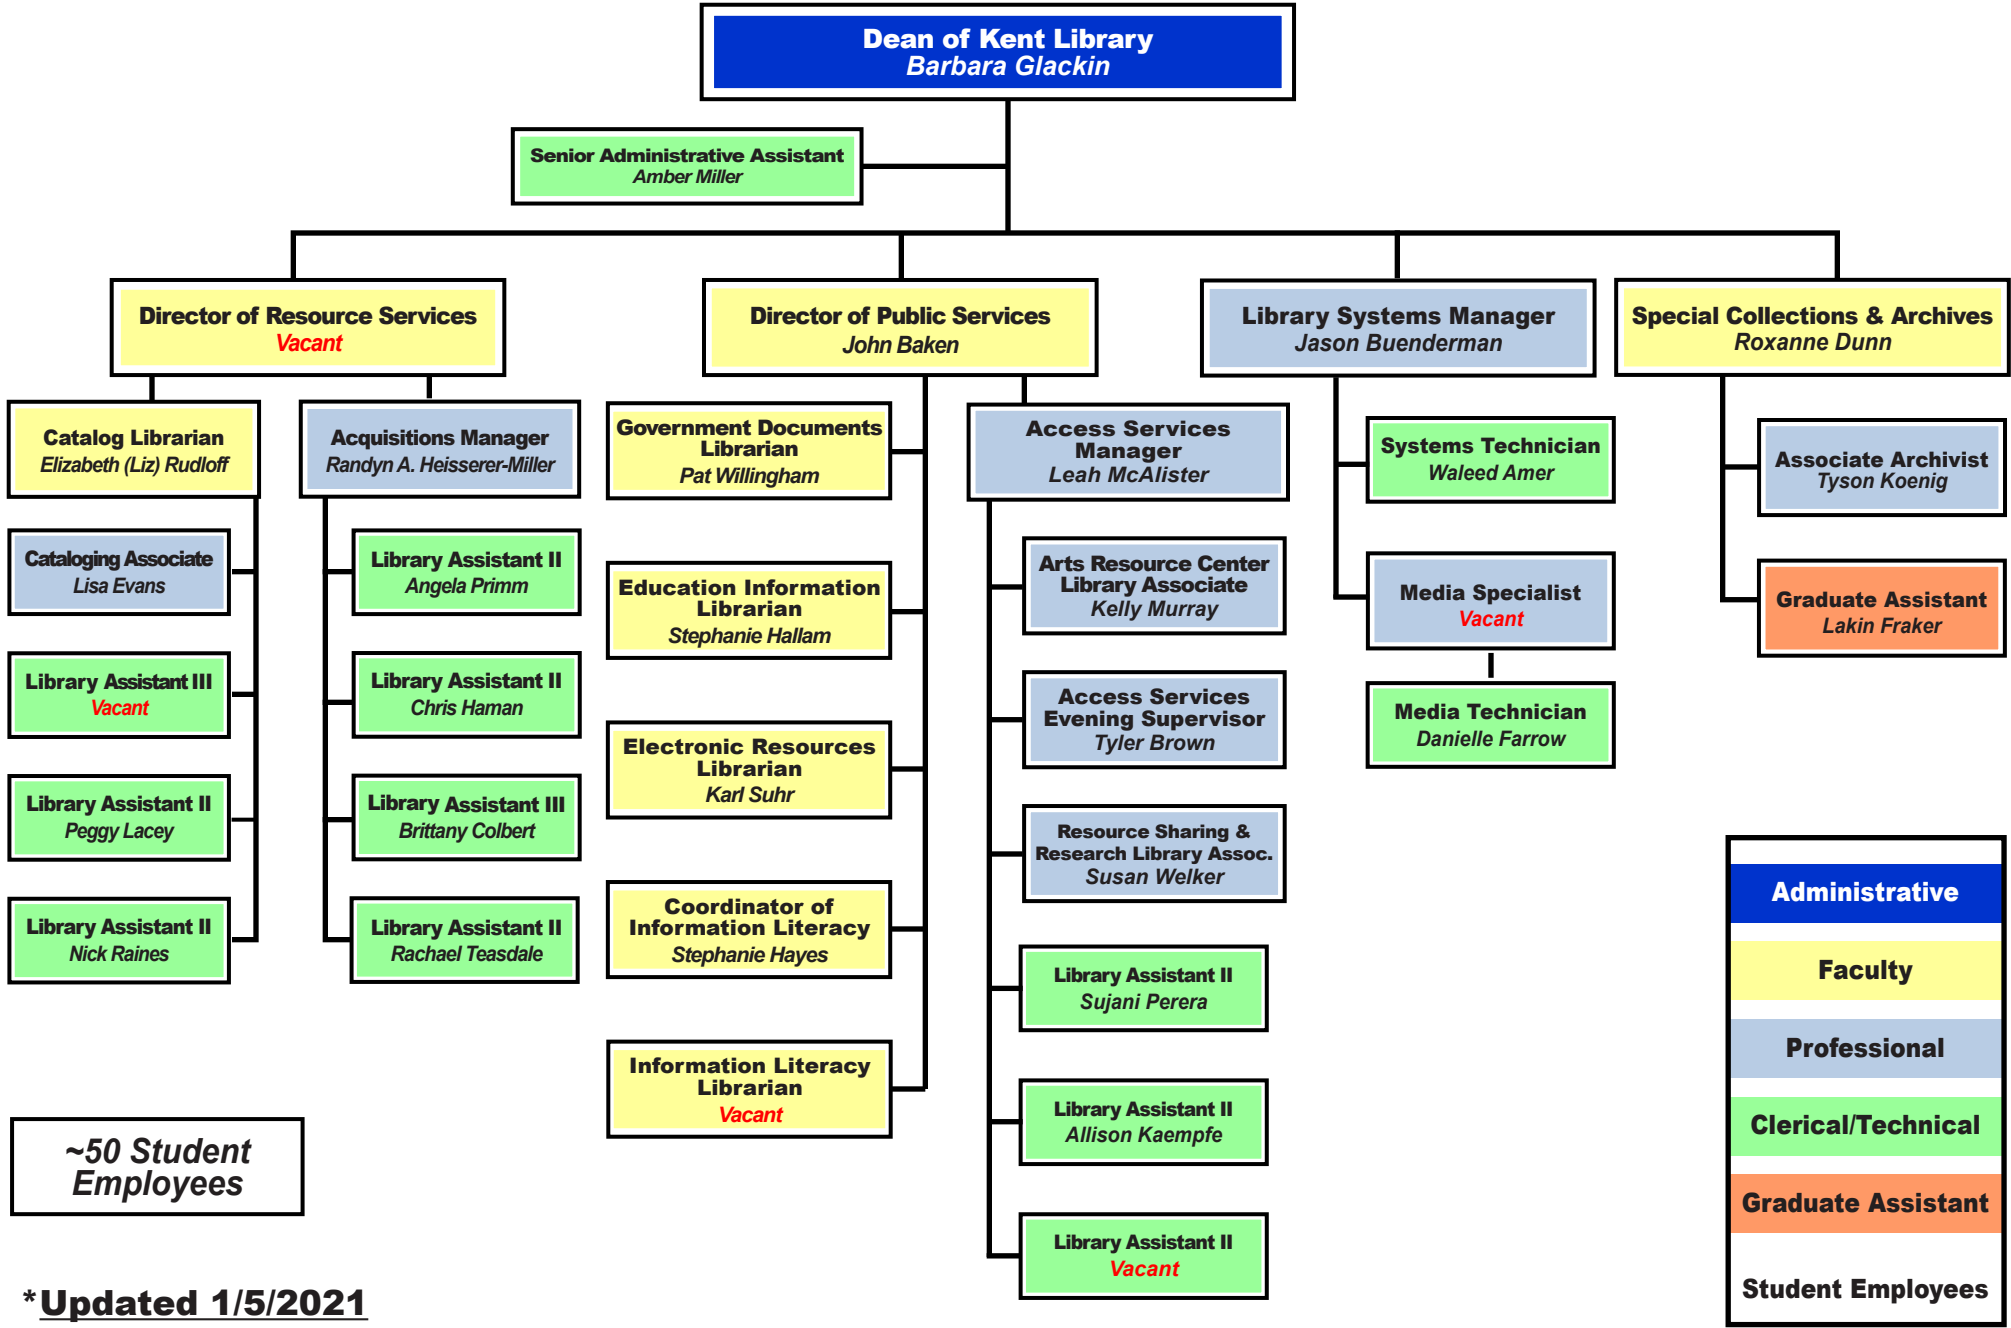 Dean of Kent Library
Barbara Glackin
Senior Administrative Assistant
Amber Miller
Director of Resource Services
Vacant
Director of Public Services
John Baken
Library Systems Manager
Jason Buenderman
Special Collections & Archives
Roxanne Dunn
Catalog Librarian
Elizabeth (Liz) Rudloff
Cataloging Associate
Lisa Evans
Library Assistant III
Vacant
Library Assistant II
Peggy Lacey
Library Assistant II
Nick Raines
Acquisitions Manager
Randyn A. Heisserer-Miller
Library Assistant II
Angela Primm
Library Assistant II
Chris Haman
Library Assistant III
Brittany Colbert
Library Assistant II
Rachael Teasdale
Government Documents
Librarian
Pat Willingham
Education Information
Librarian
Stephanie Hallam
Electronic Resources
Librarian
Karl Suhr
Coordinator of
Information Literacy
Stephanie Hayes
Information Literacy
Librarian
Vacant
Access Services
Manager
Leah McAlister
Arts Resource Center
Library Associate
Kelly Murray
Access Services
Evening Supervisor
Tyler Brown
Resource Sharing &
Research Library Assoc.
Susan Welker
Library Assistant II
Sujani Perera
Library Assistant II
Allison Kaempfe
Library Assistant II
Vacant
Systems Technician
Waleed Amer
Media Specialist
Vacant
Media Technician
Danielle Farrow
Associate Archivist
Tyson Koenig
Graduate Assistant
Lakin Fraker
Administrative
Faculty
Professional
Clerical/Technical
Graduate Assistant
Student Employees
~50 Student
Employees
*Updated 1/5/2021